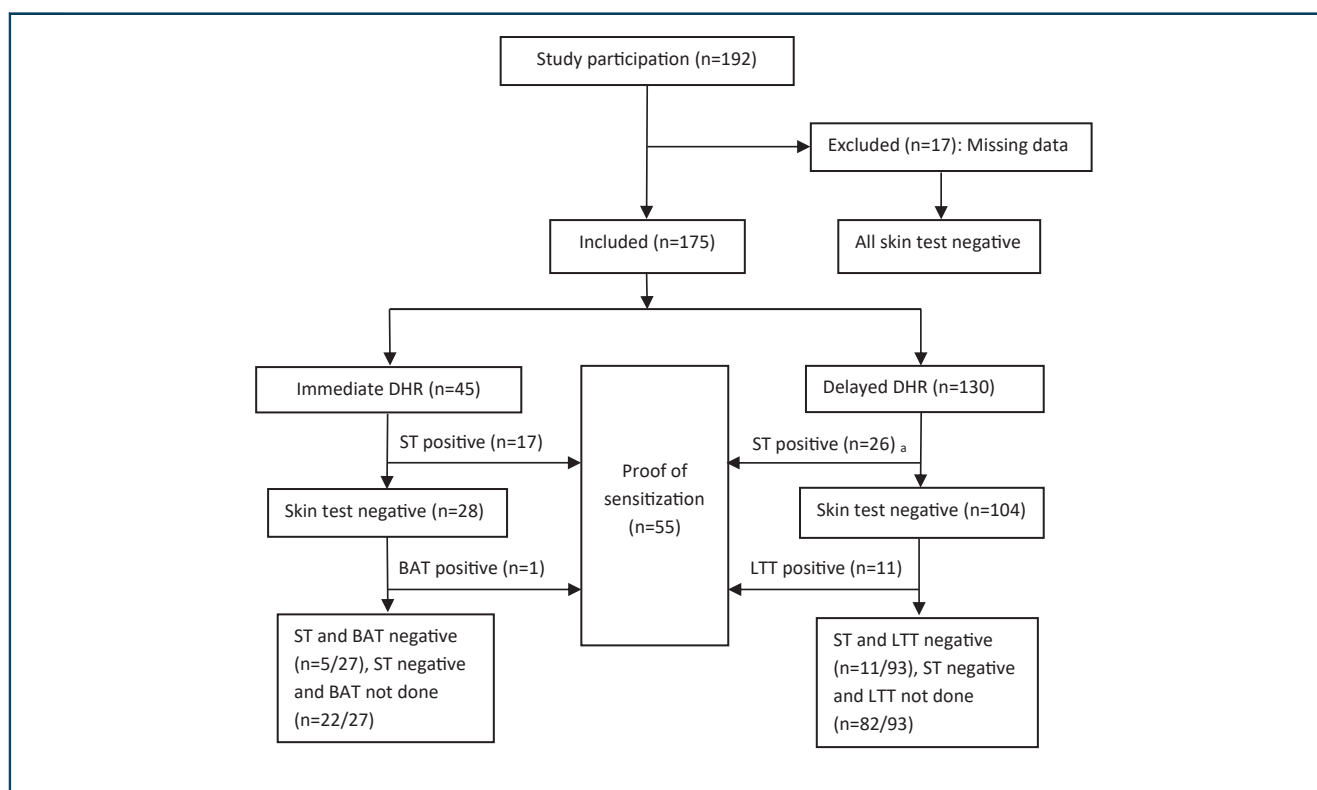 Study participation (n=192)
Excluded (n=17): Missing data
Included (n=175)
All skin test negative
Immediate DHR (n=45)
Delayed DHR (n=130)
ST positive (n=17)
ST positive (n=26) a
Proof of
sensitization
(n=55)
Skin test negative (n=28)
Skin test negative (n=104)
BAT positive (n=1)
LTT positive (n=11)
ST and BAT negative
(n=5/27), ST negative
and BAT not done
(n=22/27)
ST and LTT negative
(n=11/93), ST negative
and LTT not done
(n=82/93)